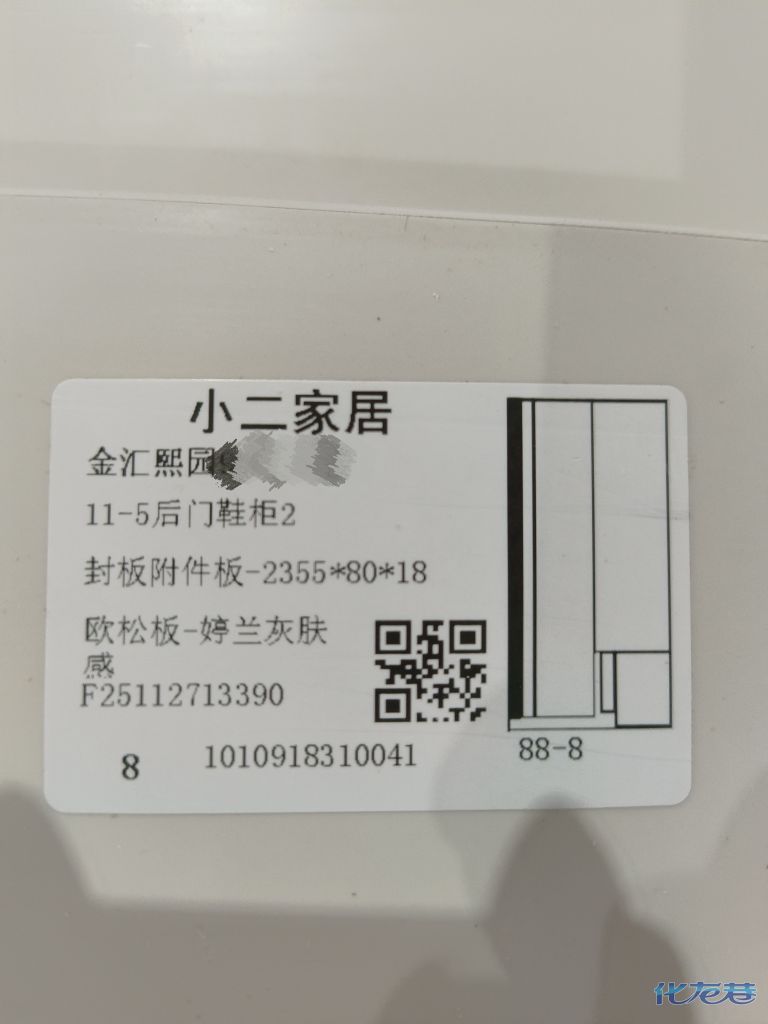 小二家居
金汇熙园
11-5后门鞋柜2
封板附件板-2355*80*18
欧松板-婷兰灰肤
感
F25112713390
8
1010918310041
88-8
化龙巷